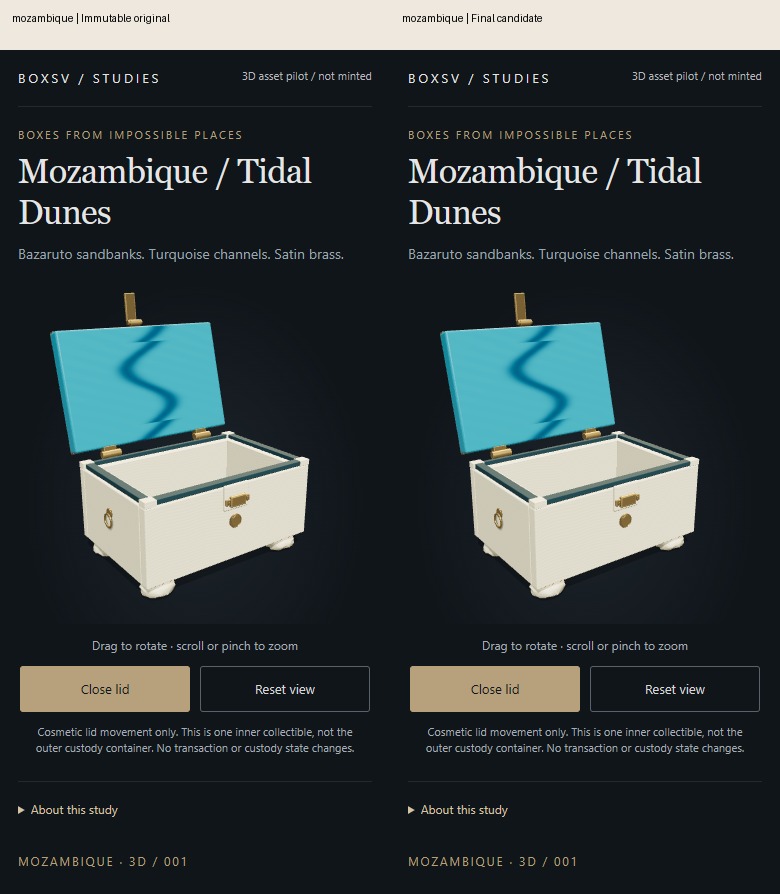 mozambique | Immutable original
BOXSV / STUDIES
3D asset pilot / not minted
BOXES FROM IMPOSSIBLE PLACES
Mozambique / Tidal
Dunes
Bazaruto sandbanks. Turquoise channels. Satin brass.
Drag to rotate · scroll or pinch to zoom
Close lid
Reset view
Cosmetic lid movement only. This is one inner collectible, not the
outer custody container. No transaction or custody state changes.
▶ About this study
MOZAMBIQUE · 3D / 001
mozambique | Final candidate
BOXSV / STUDIES
3D asset pilot / not minted
BOXES FROM IMPOSSIBLE PLACES
Mozambique / Tidal
Dunes
Bazaruto sandbanks. Turquoise channels. Satin brass.
Drag to rotate · scroll or pinch to zoom
Close lid
Reset view
Cosmetic lid movement only. This is one inner collectible, not the
outer custody container. No transaction or custody state changes.
▶ About this study
MOZAMBIQUE · 3D / 001